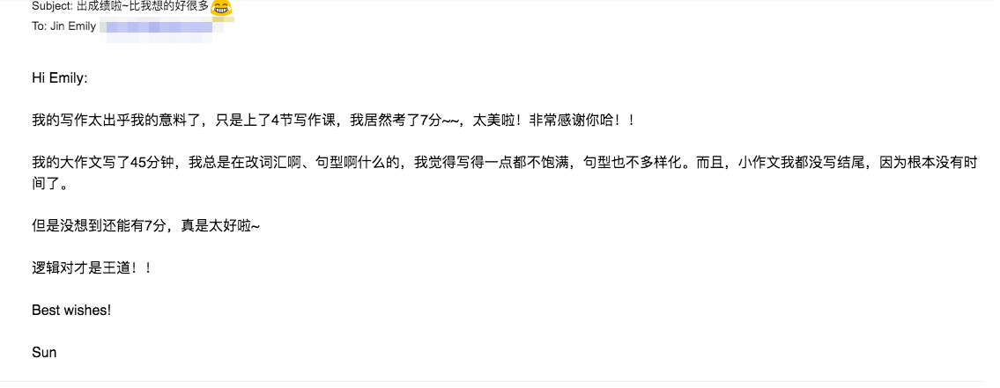 Subject: 出成绩啦~比我想的好很多😂
To: Jin Emily
Hi Emily:
我的写作太出乎我的意料了，只是上了4节写作课，我居然考了7分~~，太美啦！非常感谢你哈！！
我的大作文写了45分钟，我总是在改词汇啊、句型啊什么的，我觉得写得一点都不饱满，句型也不多样化。而且，小作文我都没写结尾，因为根本没有时
间了。
但是没想到还能有7分，真是太好啦~
逻辑对才是王道！！
Best wishes!
Sun